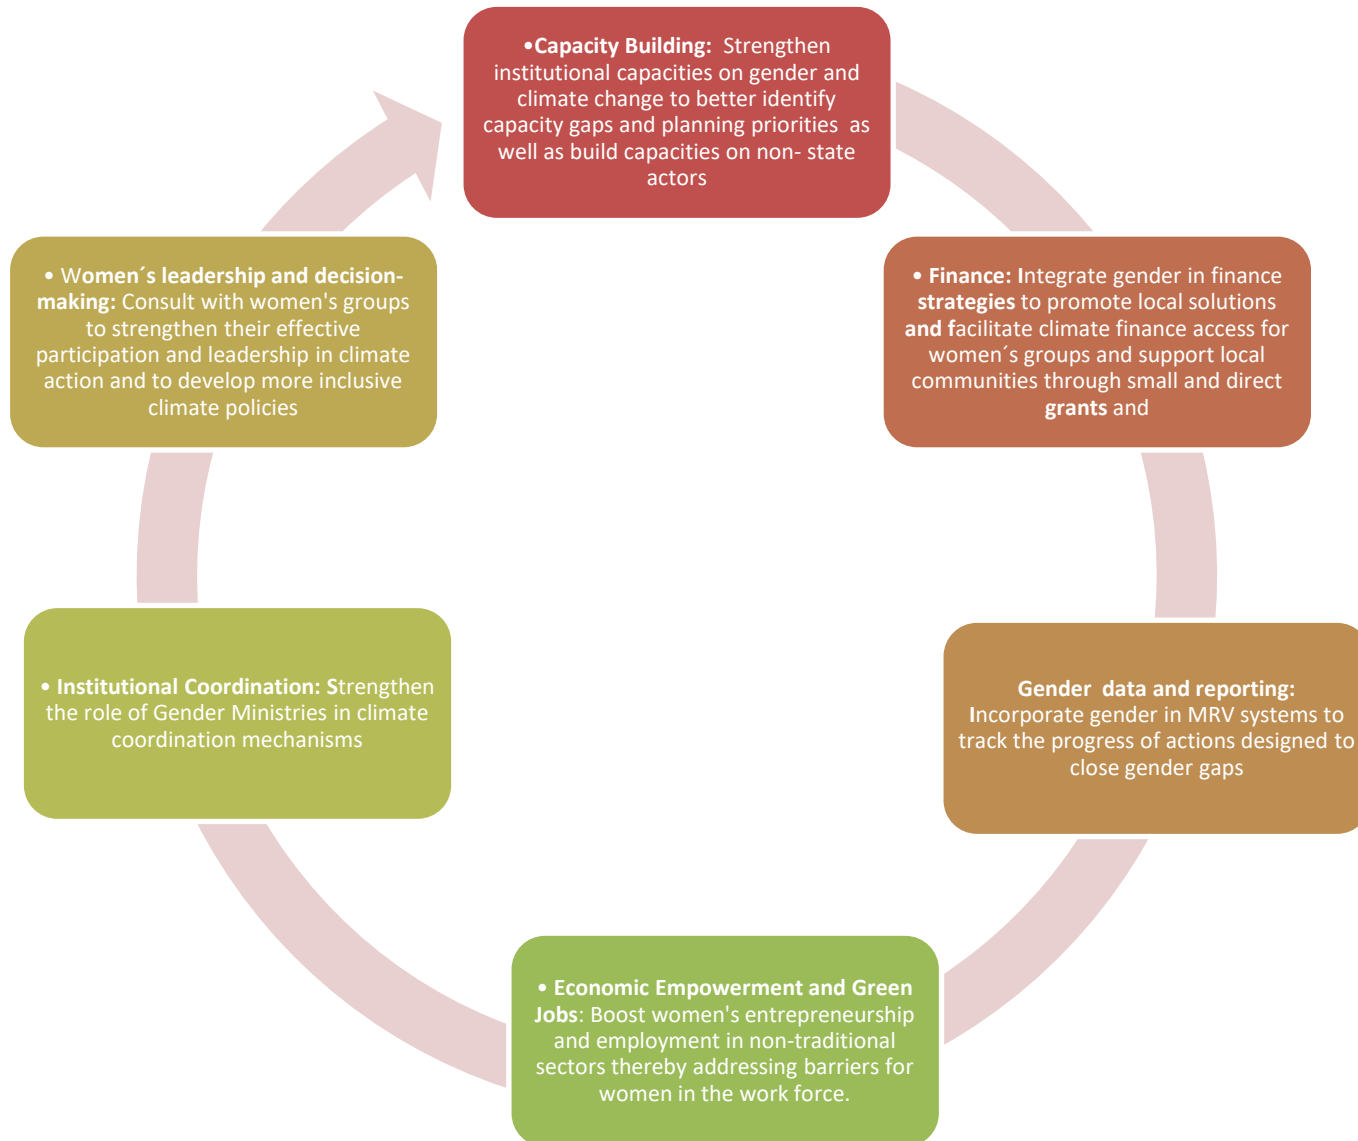 •Capacity Building:  Strengthen
institutional capacities on gender and
climate change to better identify
capacity gaps and planning priorities  as
well as build capacities on non- state
actors
• Finance: Integrate gender in finance
strategies to promote local solutions
and facilitate climate finance access for
women´s groups and support local
communities through small and direct
grants and
Gender  data and reporting:
Incorporate gender in MRV systems to
track the progress of actions designed to
close gender gaps
• Economic Empowerment and Green
Jobs: Boost women's entrepreneurship
and employment in non-traditional
sectors thereby addressing barriers for
women in the work force.
• Institutional Coordination: Strengthen
the role of Gender Ministries in climate
coordination mechanisms
• Women´s leadership and decision-
making: Consult with women's groups
to strengthen their effective
participation and leadership in climate
action and to develop more inclusive
climate policies